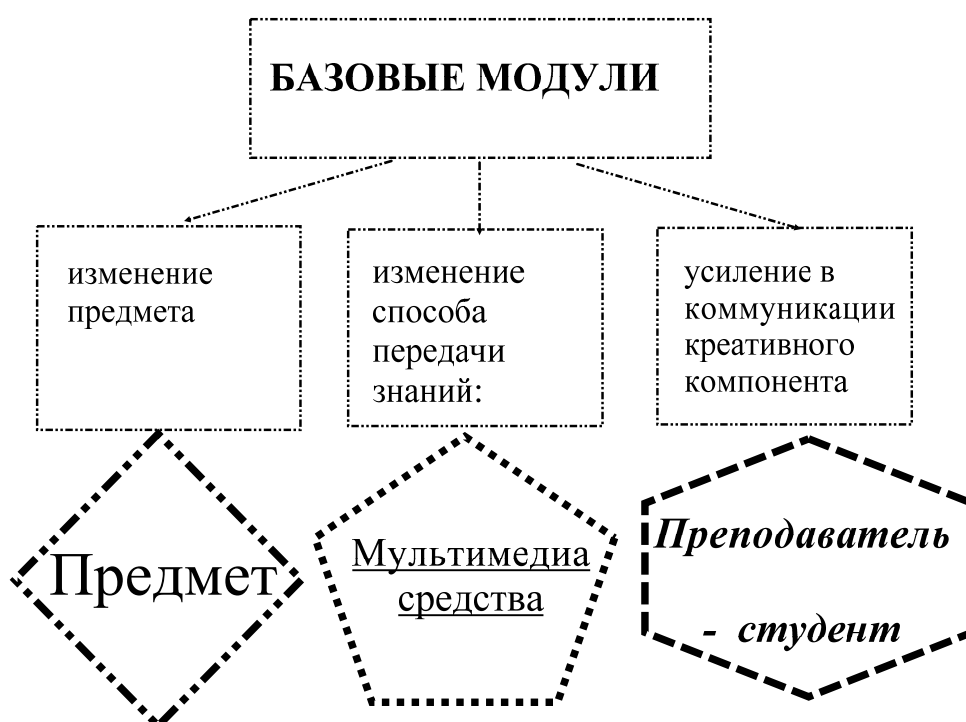 БАЗОВЫЕ МОДУЛИ
изменение
предмета
изменение
способа
передачи
знаний:
усиление в
коммуникации
креативного
компонента
Предмет
Мультимедиа
средства
Преподаватель
- студент